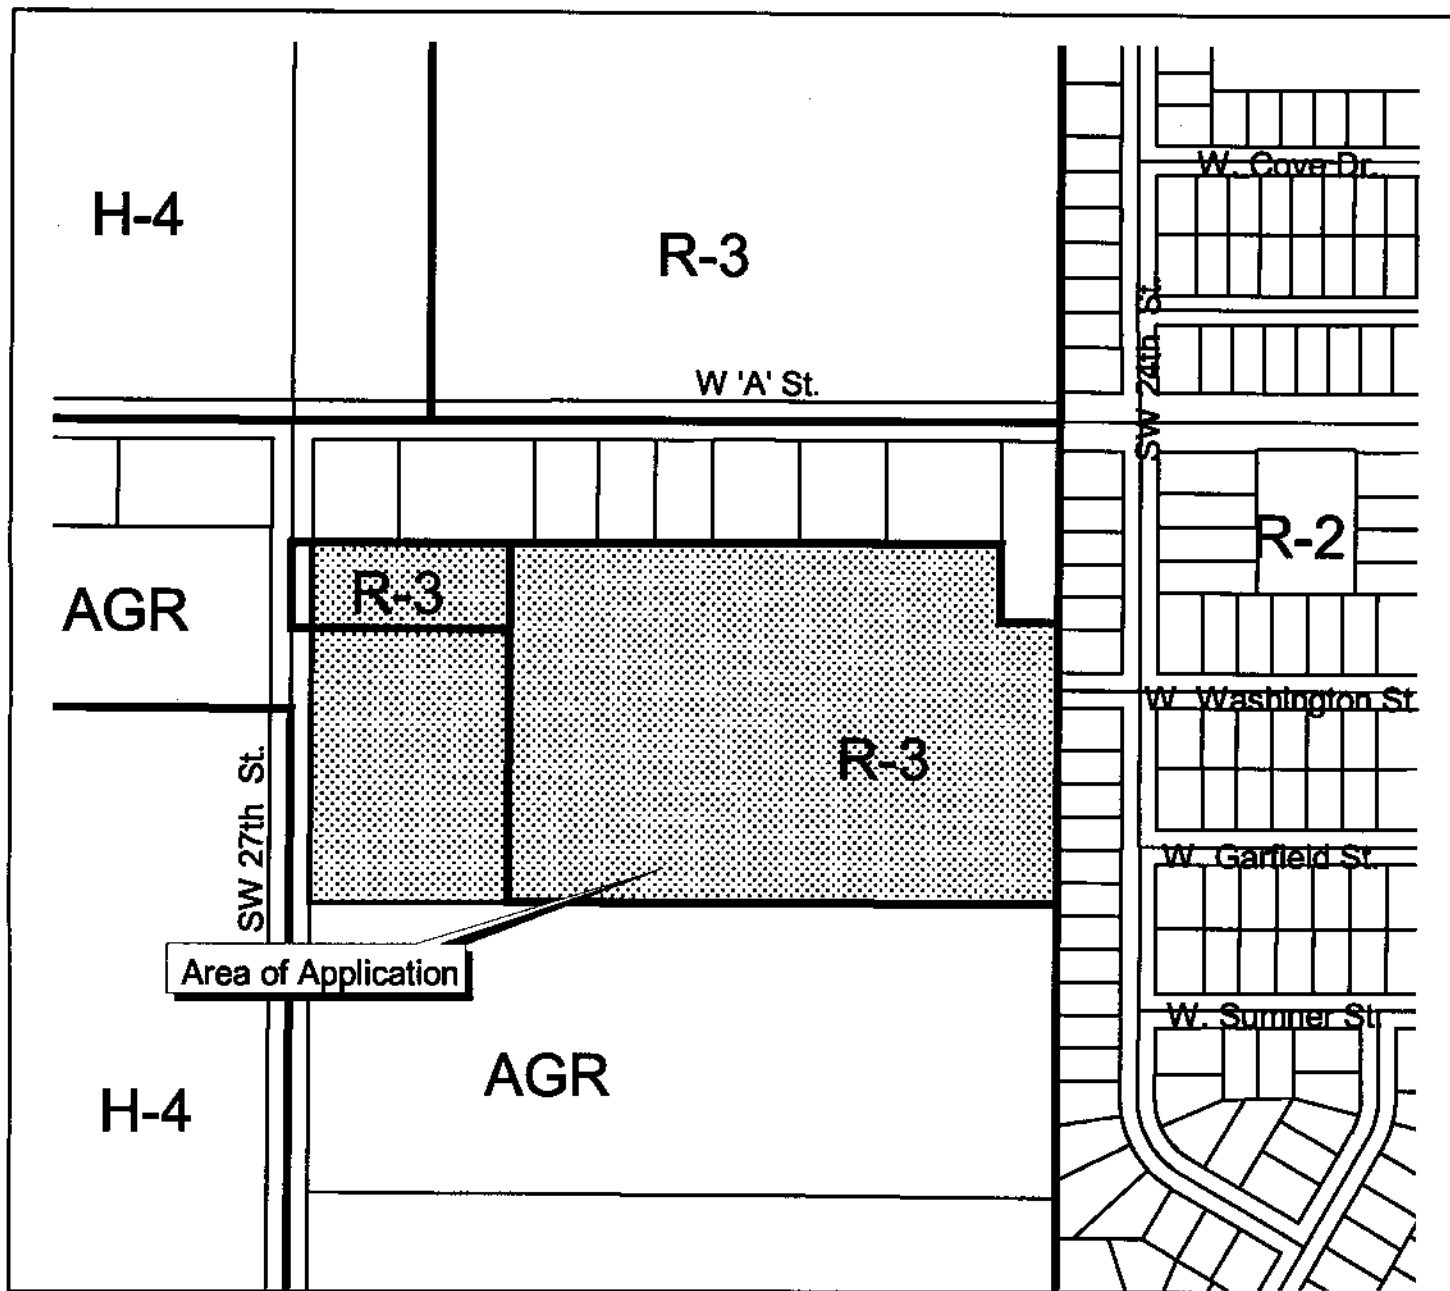 W. Cove Dr.
H-4
R-3
SW 24th St.
W 'A' St.
R-2
R-3
AGR
W. Washington St
R-3
SW 27th St.
W. Garfield St.
Area of Application
W. Sumner St
AGR
H-4